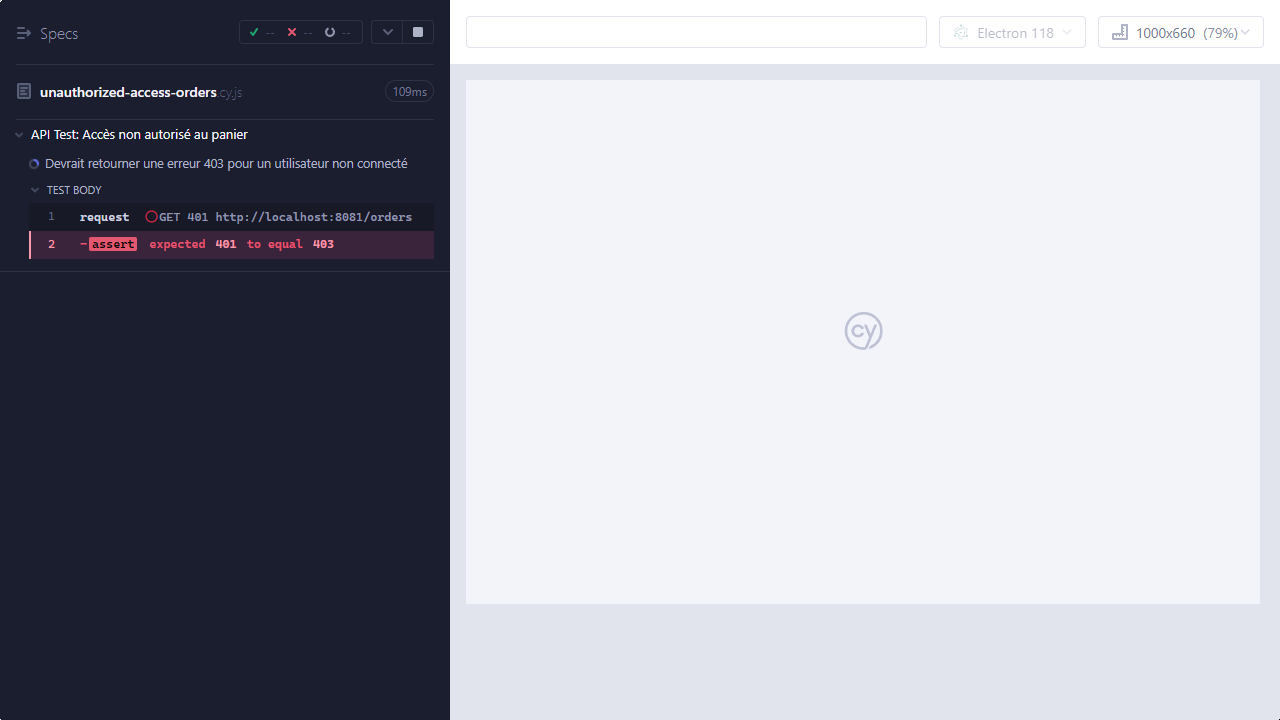 Specs
-- -- --
unauthorized-access-orders.cy.js
109ms
API Test: Accès non autorisé au panier
Devrait retourner une erreur 403 pour un utilisateur non connecté
TEST BODY
1 request GET 401 http://localhost:8081/orders
2 -assert expected 401 to equal 403
Electron 118
1000x660 (79%)
cy